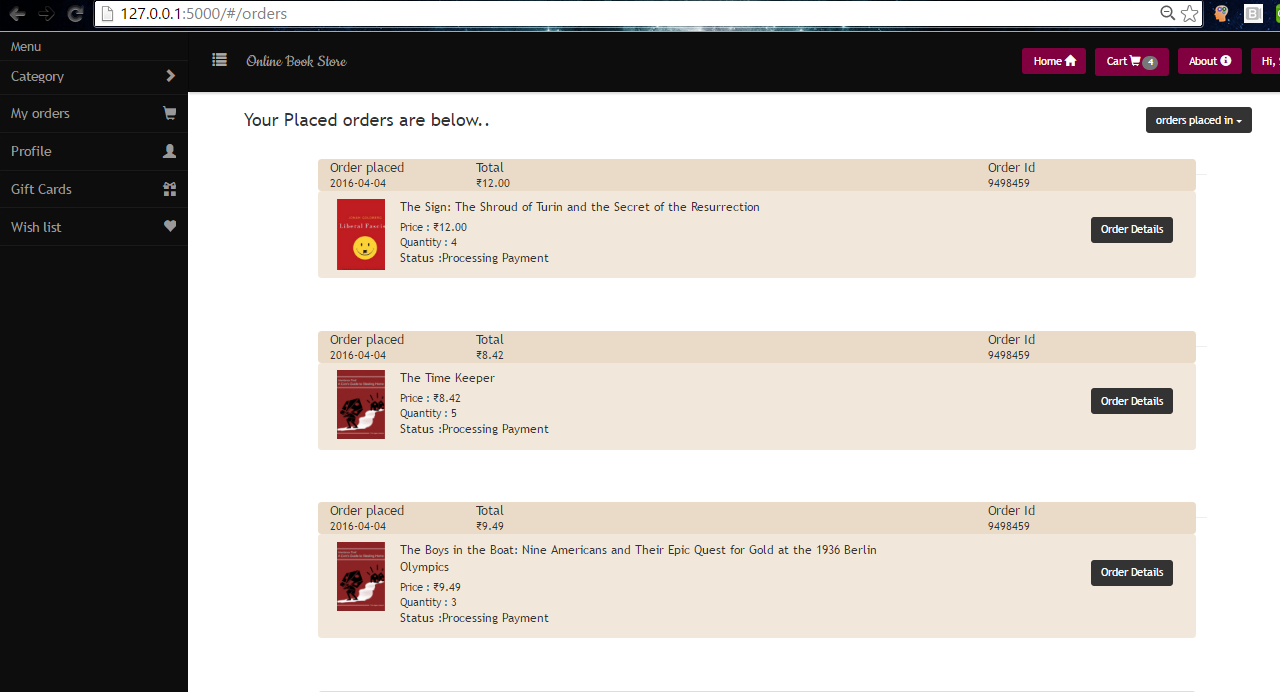 127.0.0.1:5000/#/orders
Menu
Category
My orders
Profile
Gift Cards
Wish list
Online Book Store
Home
Cart 4
About
Hi,
Your Placed orders are below..
orders placed in
Order placed Total Order Id
2016-04-04 ₹12.00 9498459
The Sign: The Shroud of Turin and the Secret of the Resurrection
Price : ₹12.00
Quantity : 4
Status :Processing Payment
Order Details
Order placed Total Order Id
2016-04-04 ₹8.42 9498459
The Time Keeper
Price : ₹8.42
Quantity : 5
Status :Processing Payment
Order Details
Order placed Total Order Id
2016-04-04 ₹9.49 9498459
The Boys in the Boat: Nine Americans and Their Epic Quest for Gold at the 1936 Berlin
Olympics
Price : ₹9.49
Quantity : 3
Status :Processing Payment
Order Details